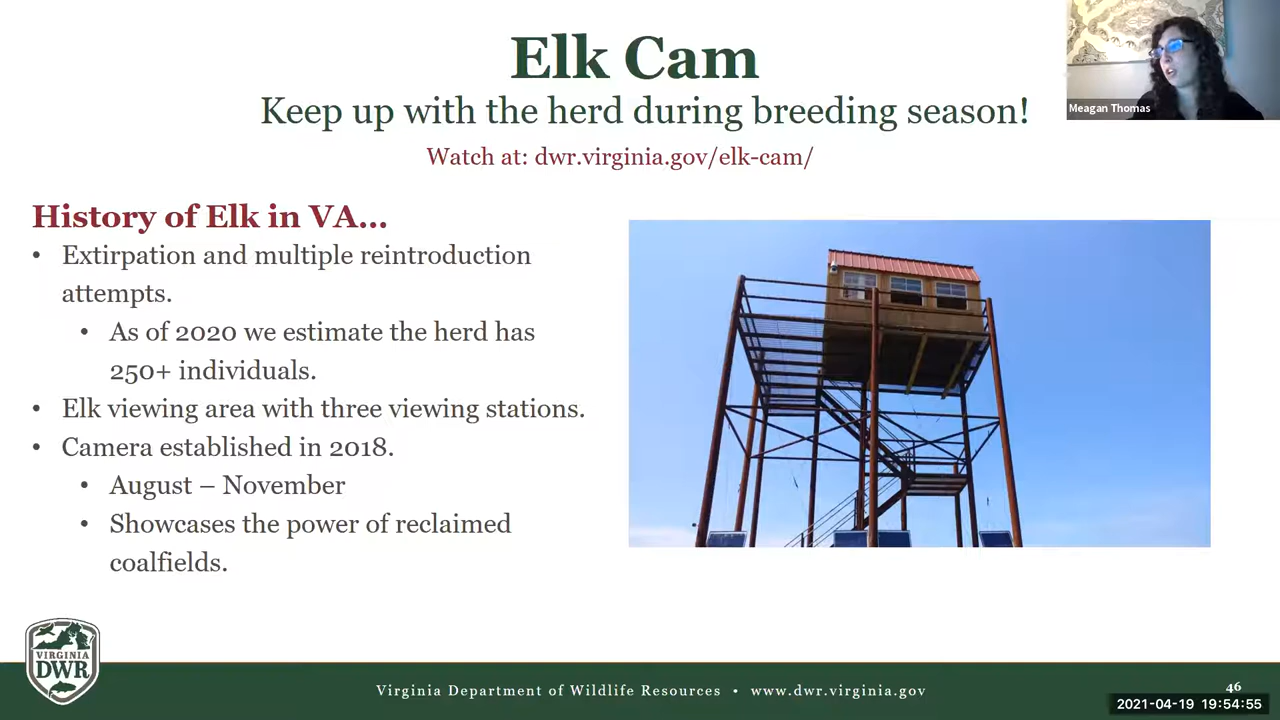 Elk Cam
Keep up with the herd during breeding season!
Watch at: dwr.virginia.gov/elk-cam/
Meagan Thomas
History of Elk in VA...
• Extirpation and multiple reintroduction
attempts.
• As of 2020 we estimate the herd has
250+ individuals.
• Elk viewing area with three viewing stations.
• Camera established in 2018.
• August – November
• Showcases the power of reclaimed
coalfields.
VIRGINIA
DWR
Virginia Department of Wildlife Resources • www.dwr.virginia.gov
46
2021-04-19 19:54:55